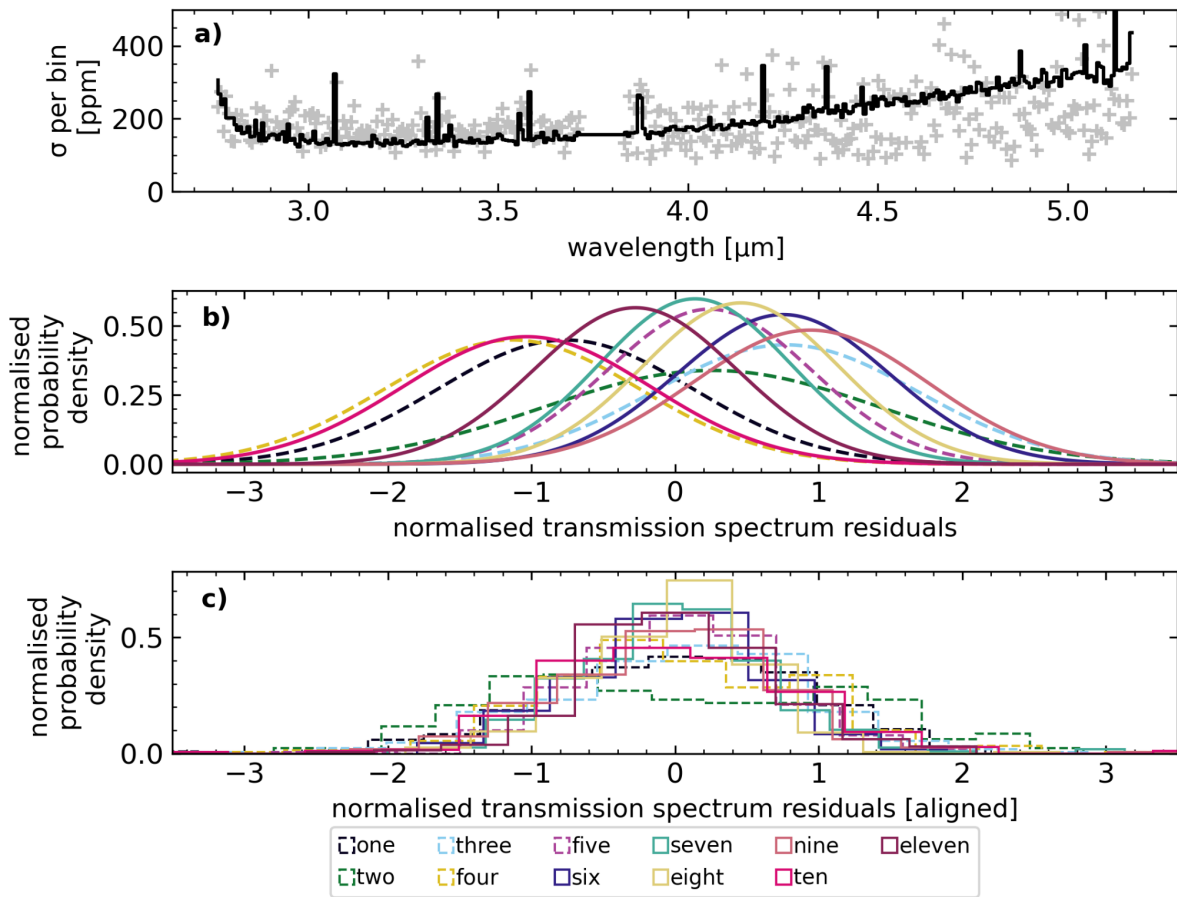 a)
σ per bin
[ppm]
400
200
0
3.0 3.5 4.0 4.5 5.0
wavelength [μm]
b)
normalised
probability
density
0.50
0.25
0.00
−3 −2 −1 0 1 2 3
normalised transmission spectrum residuals
c)
normalised
probability
density
0.5
0.0
−3 −2 −1 0 1 2 3
normalised transmission spectrum residuals [aligned]
one three five seven nine eleven
two four six eight ten